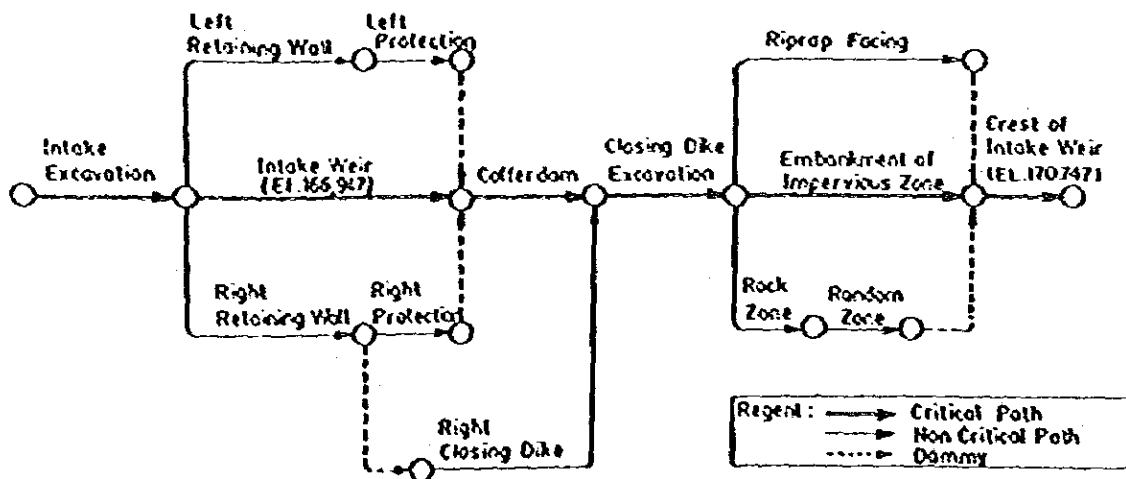 Left
Retaining Wall
Left
Protection
Intake
Excavation
Intake Weir
(EL.166.947)
Cofferdam
Right
Retaining Wall
Right
Protection
Right
Closing Dike
Closing Dike
Excavation
Riprap Facing
Embankment of
Impervious Zone
Rock
Zone
Random
Zone
Crest of
Intake Weir
(EL.170.747)
Regent :
Critical Path
Non Critical Path
Dammy